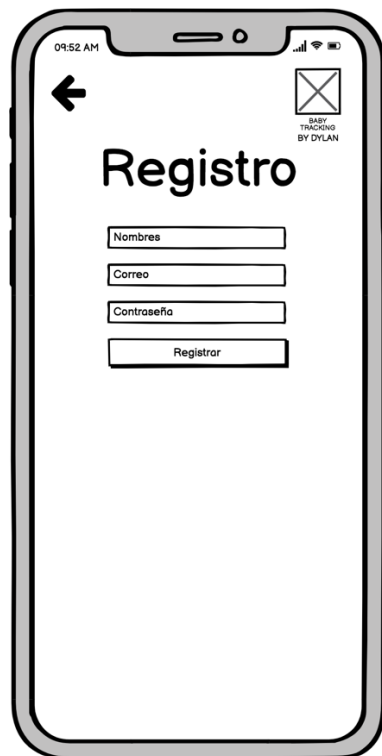 09:52 AM
BABY
TRACKING
BY DYLAN
Registro
Nombres
Correo
Contraseña
Registrar